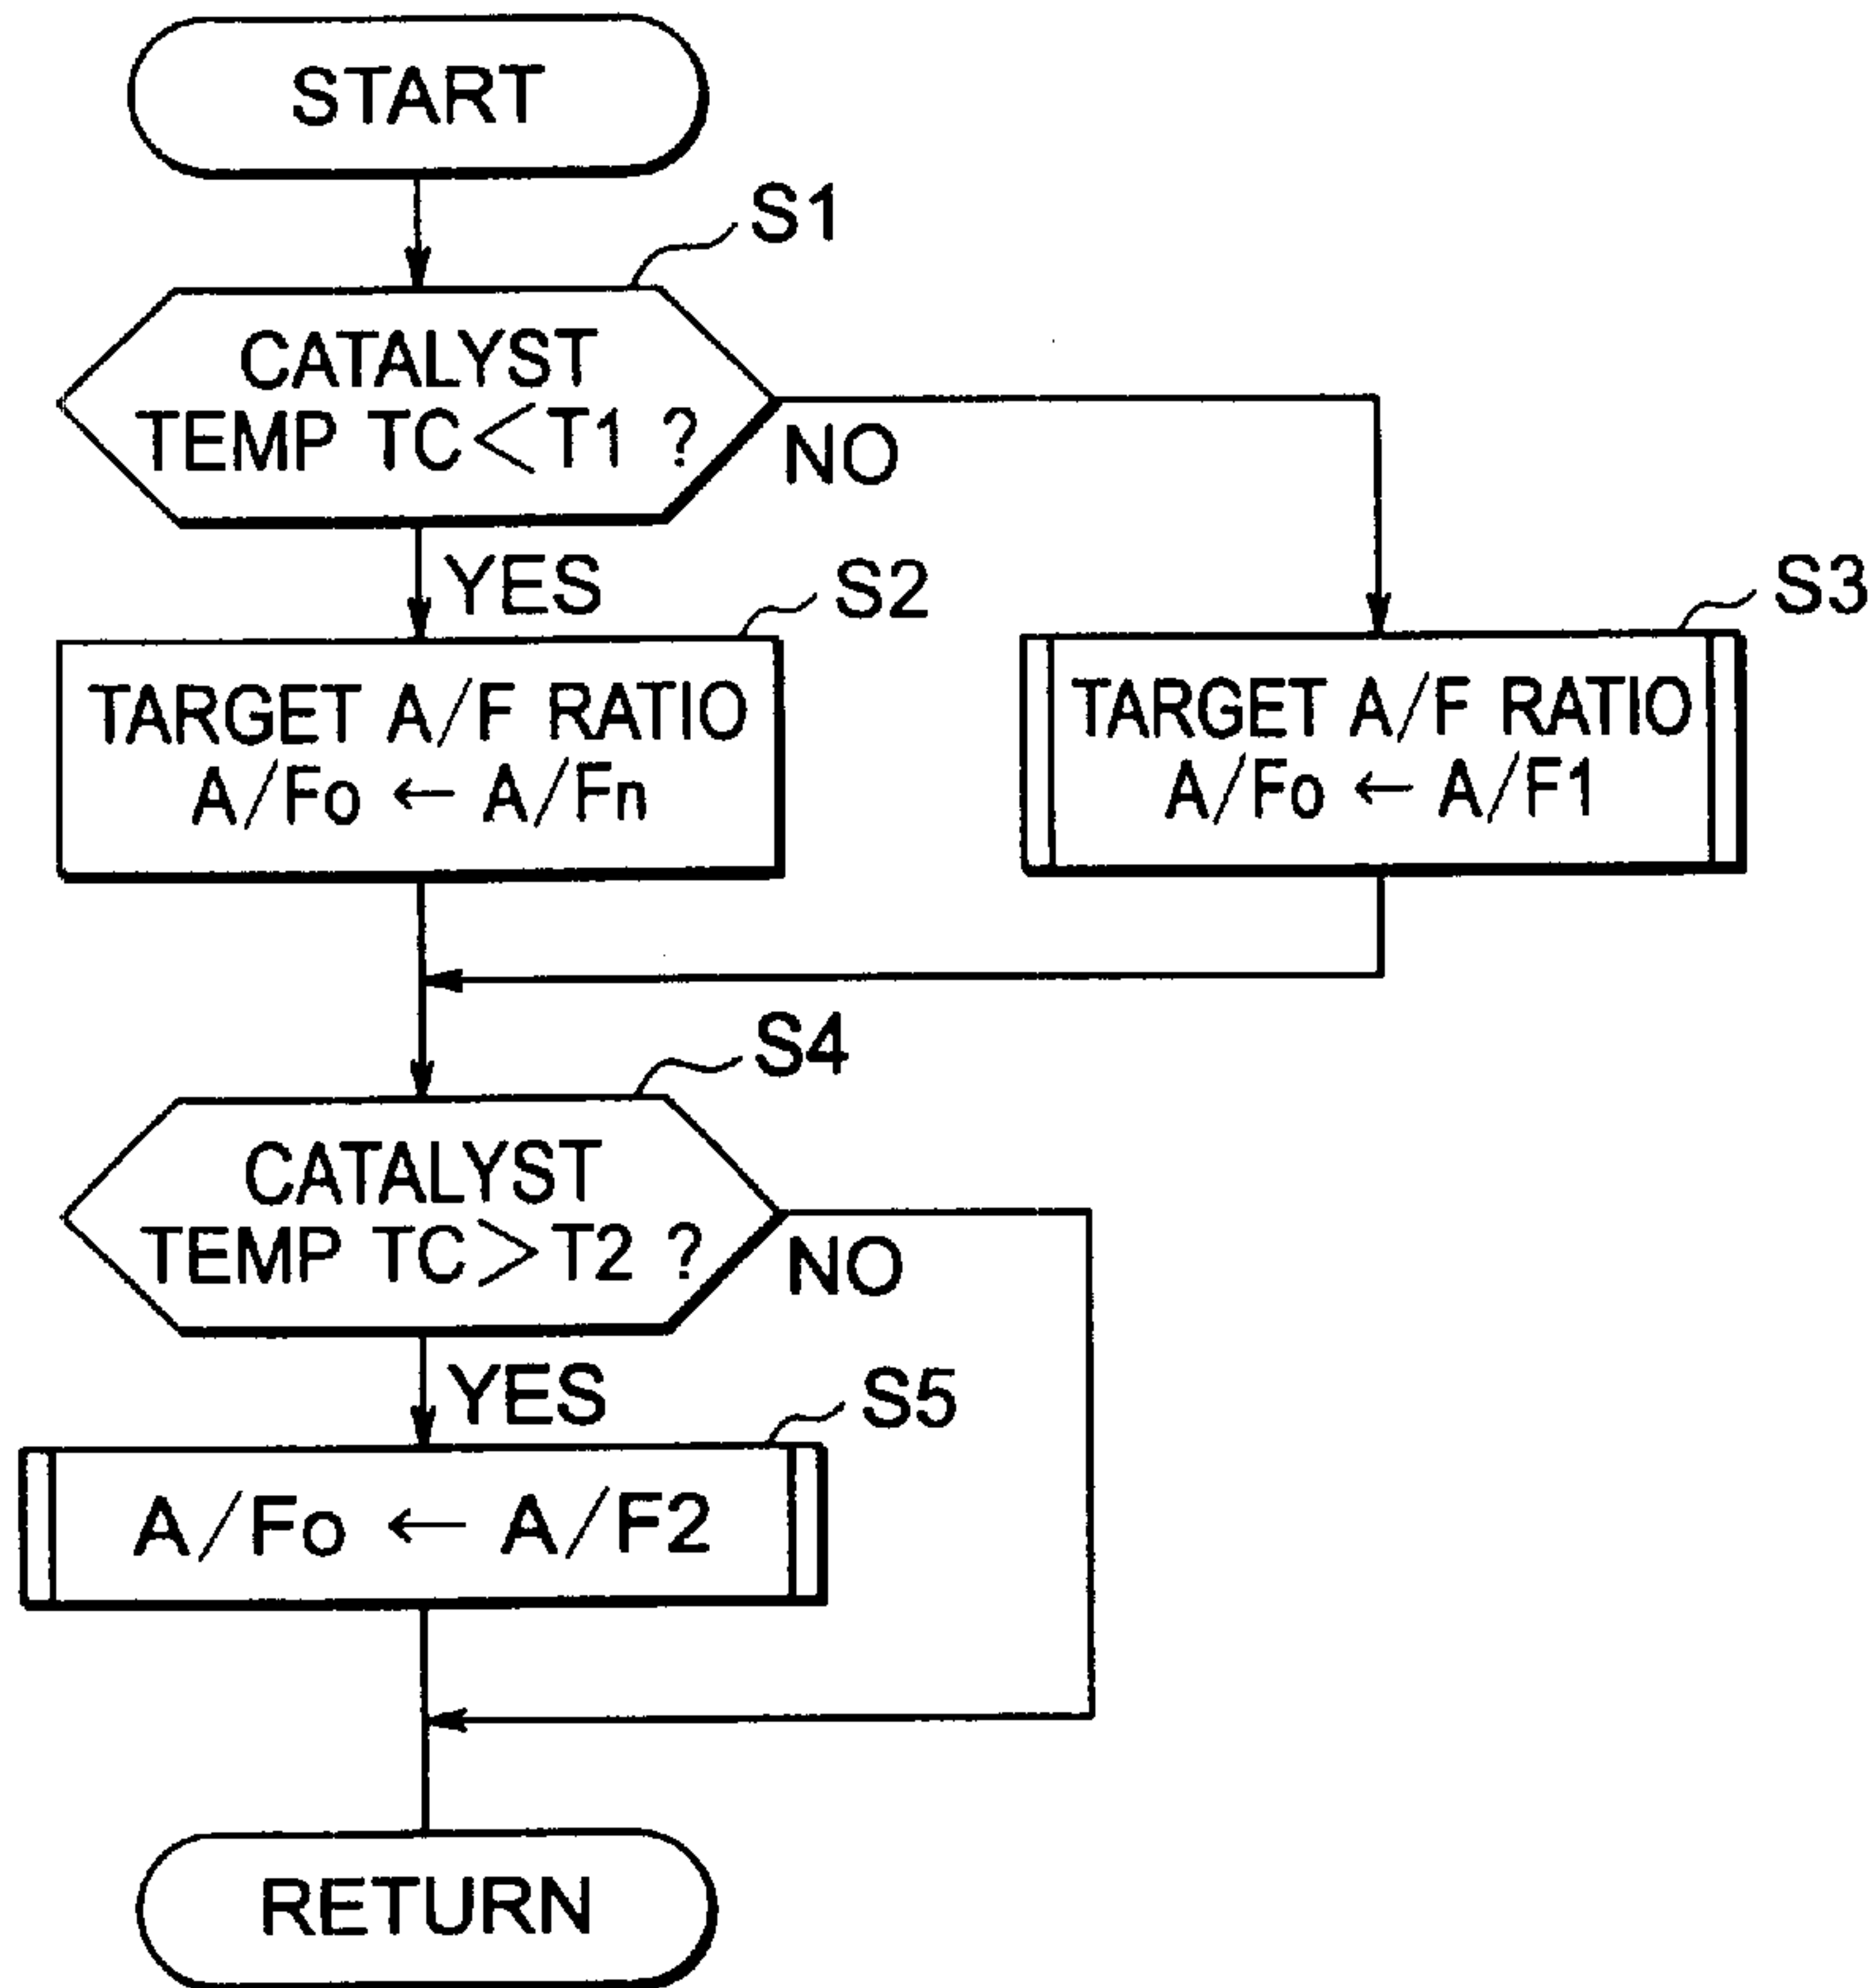 START
S1
CATALYST
TEMP TC<T1 ?
NO
YES
S2
S3
TARGET A/F RATIO
A/Fo ← A/Fn
TARGET A/F RATIO
A/Fo ← A/F1
S4
CATALYST
TEMP TC>T2 ?
NO
YES
S5
A/Fo ← A/F2
RETURN